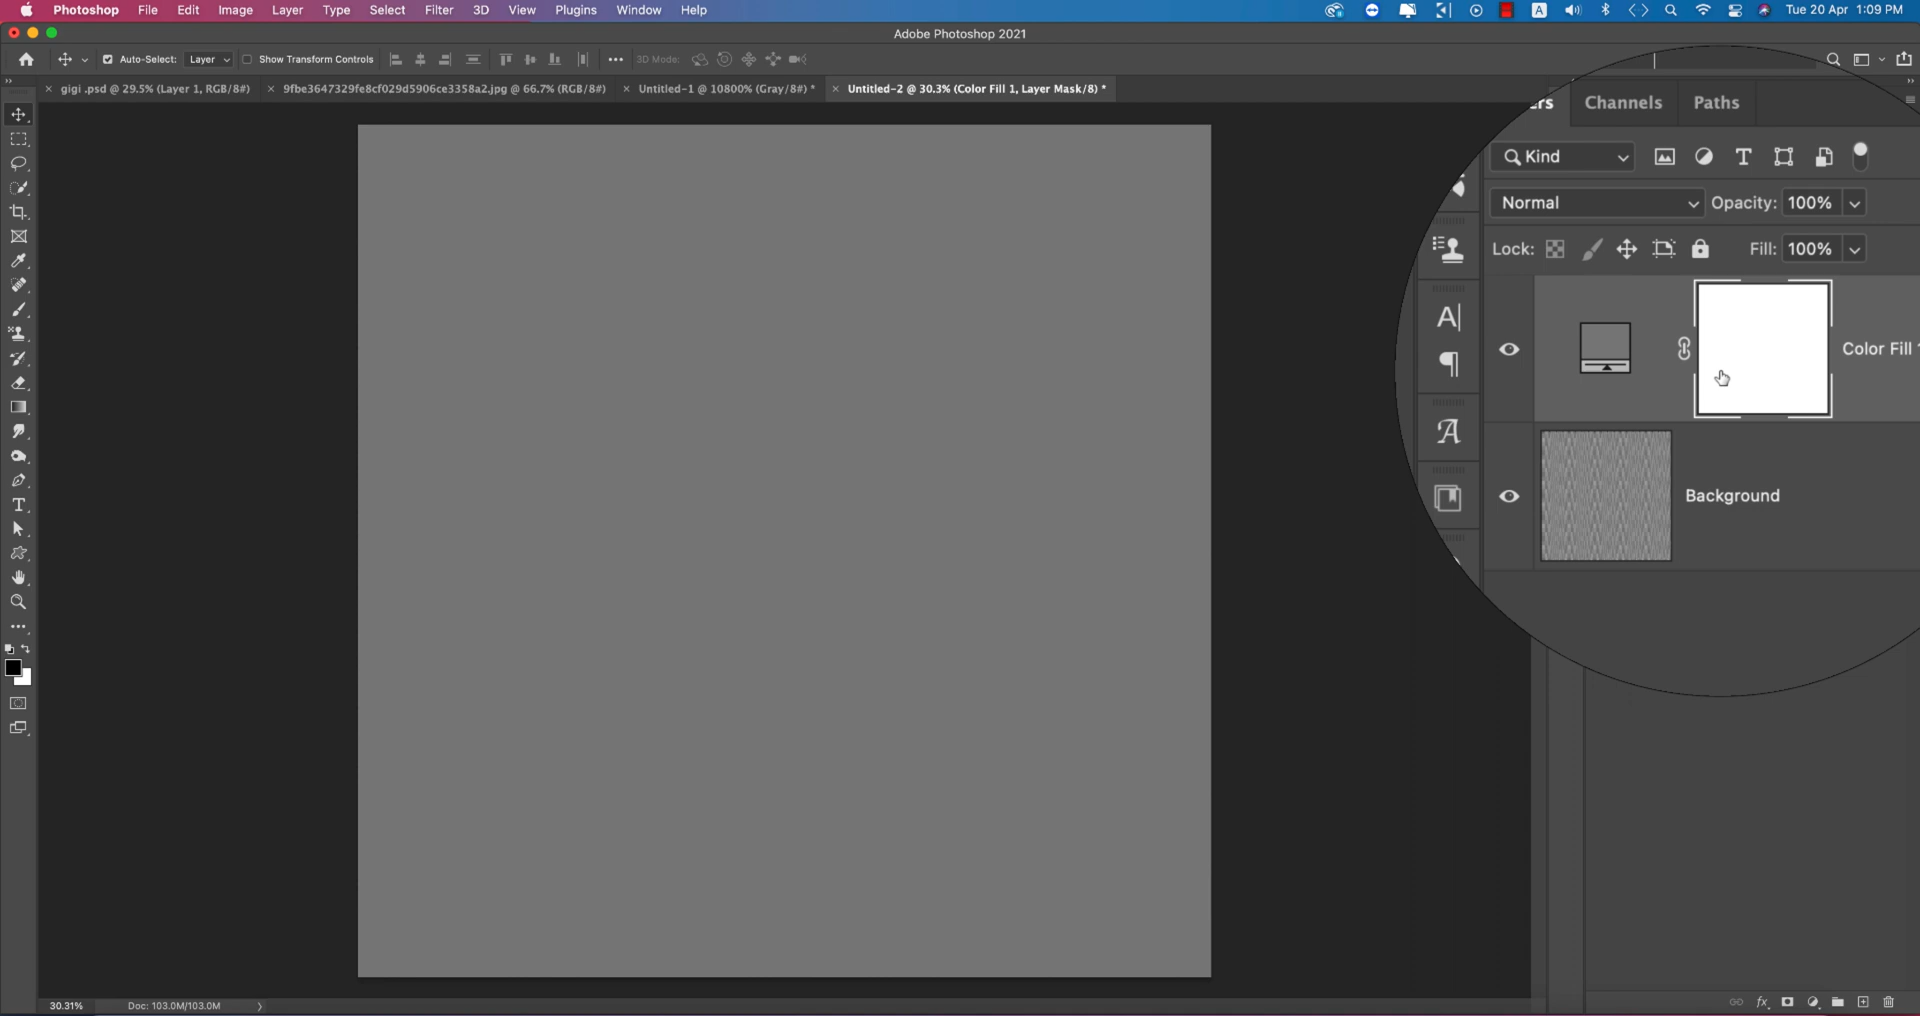 Photoshop File Edit Image Layer Type Select Filter 3D View Plugins Window Help A Tue 20 Apr 1:09 PM
Adobe Photoshop 2021
Auto-Select: Layer Show Transform Controls 3D Mode:
gigi .psd @ 29.5% (Layer 1, RGB/8#) 9fbe3647329fe8cf029d5906ce3358a2.jpg @ 66.7% (RGB/8#) Untitled-1 @ 10800% (Gray/8#) * Untitled-2 @ 30.3% (Color Fill 1, Layer Mask/8) *
ers Channels Paths
Kind
Normal Opacity: 100%
Lock: Fill: 100%
Color Fill 1
Background
30.31% Doc: 103.0M/103.0M
fx